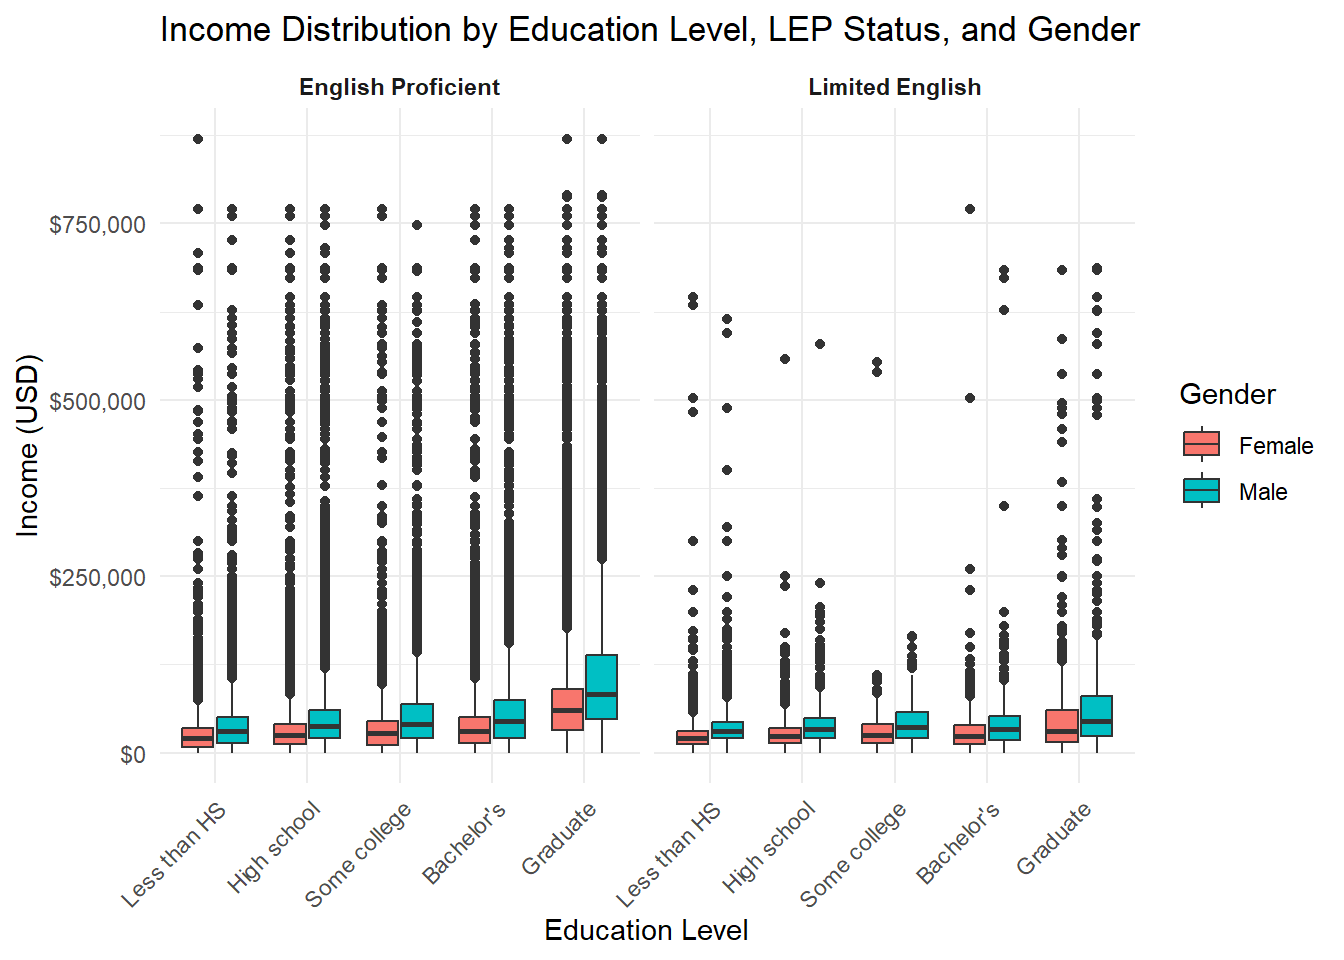 Income Distribution by Education Level, LEP Status, and Gender
English Proficient
Limited English
$750,000
$500,000
$250,000
$0
Income (USD)
Less than HS
High school
Some college
Bachelor's
Graduate
Less than HS
High school
Some college
Bachelor's
Graduate
Education Level
Gender
Female
Male